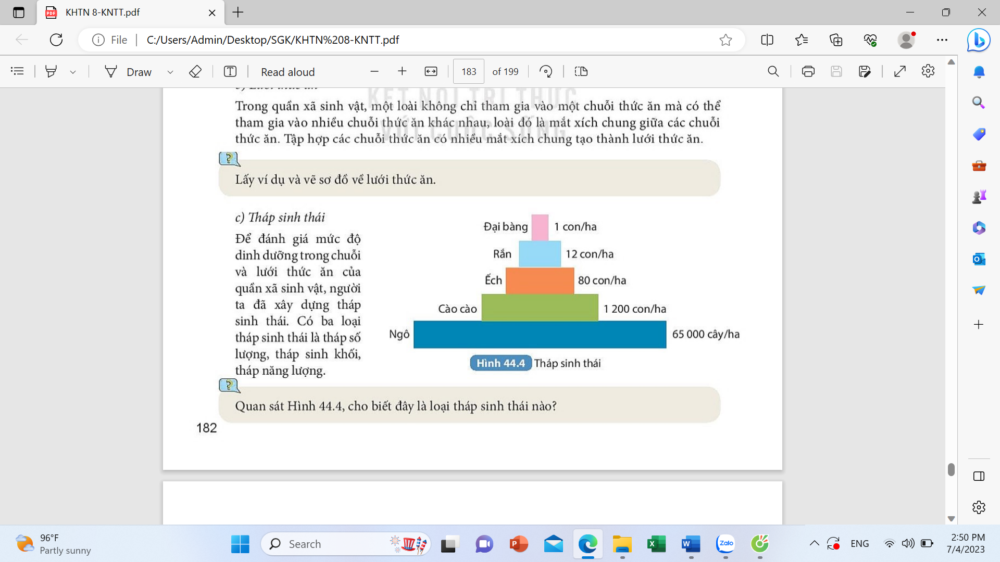 KHTN 8-KNTT.pdf
File
C:/Users/Admin/Desktop/SGK/KHTN%208-KNTT.pdf
Draw
Read aloud
183 of 199
KẾT NỐI TRI THỨC
VỚI CUỘC SỐNG
Trong quần xã sinh vật, một loài không chỉ tham gia vào một chuỗi thức ăn mà có thể
tham gia vào nhiều chuỗi thức ăn khác nhau, loài đó là mắt xích chung giữa các chuỗi
thức ăn. Tập hợp các chuỗi thức ăn có nhiều mắt xích chung tạo thành lưới thức ăn.
?
Lấy ví dụ và vẽ sơ đồ về lưới thức ăn.
c) Tháp sinh thái
Để đánh giá mức độ
dinh dưỡng trong chuỗi
và lưới thức ăn của
quần xã sinh vật, người
ta đã xây dựng tháp
sinh thái. Có ba loại
tháp sinh thái là tháp số
lượng, tháp sinh khối,
tháp năng lượng.
Đại bàng 1 con/ha
Rắn 12 con/ha
Ếch 80 con/ha
Cào cào 1 200 con/ha
Ngô 65 000 cây/ha
Hình 44.4 Tháp sinh thái
?
Quan sát Hình 44.4, cho biết đây là loại tháp sinh thái nào?
182
96°F
Partly sunny
Search
Zalo
ENG
2:50 PM
7/4/2023